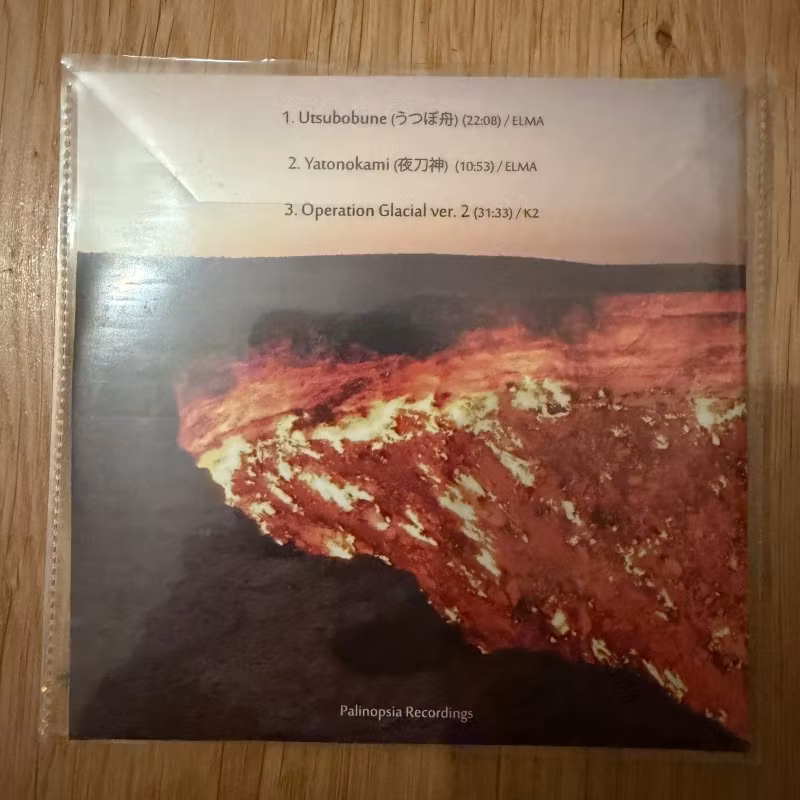 1. Utsubobune (うつぼ舟) (22:08) / ELMA
2. Yatonokami (夜刀神) (10:53) / ELMA
3. Operation Glacial ver. 2 (31:33) / K2
Palinopsia Recordings